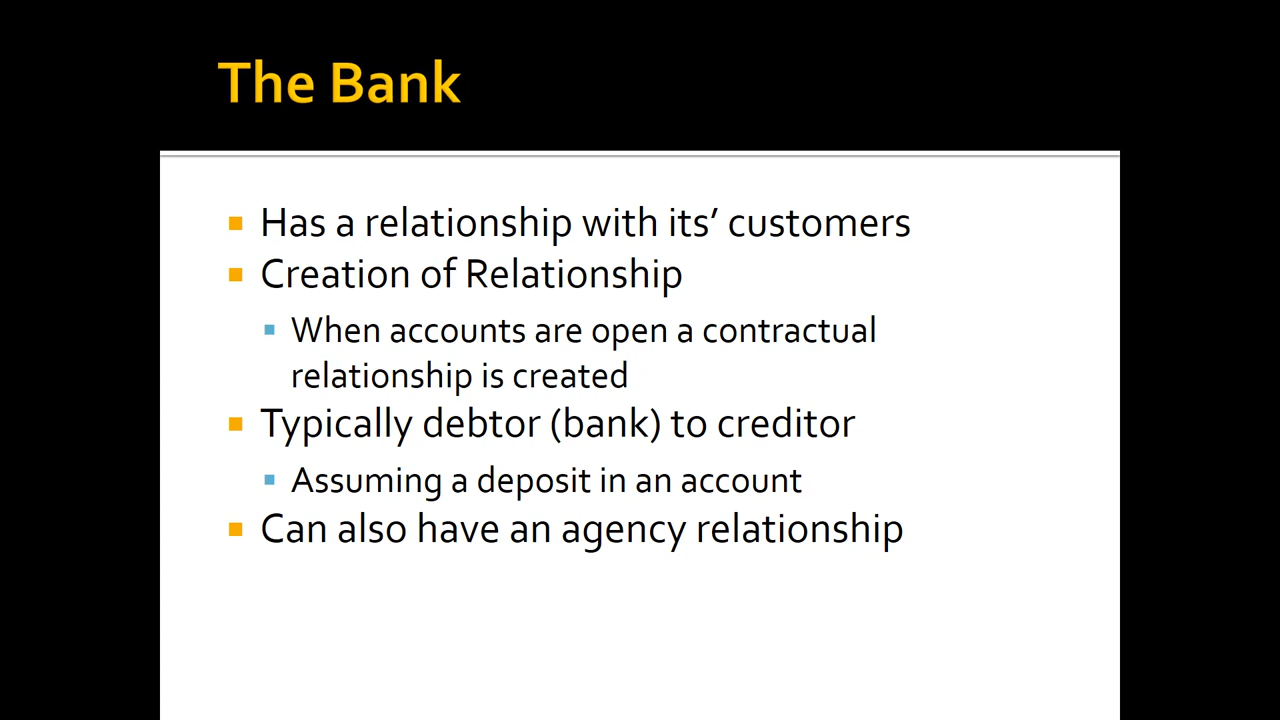 The Bank
Has a relationship with its’ customers
Creation of Relationship
When accounts are open a contractual
relationship is created
Typically debtor (bank) to creditor
Assuming a deposit in an account
Can also have an agency relationship